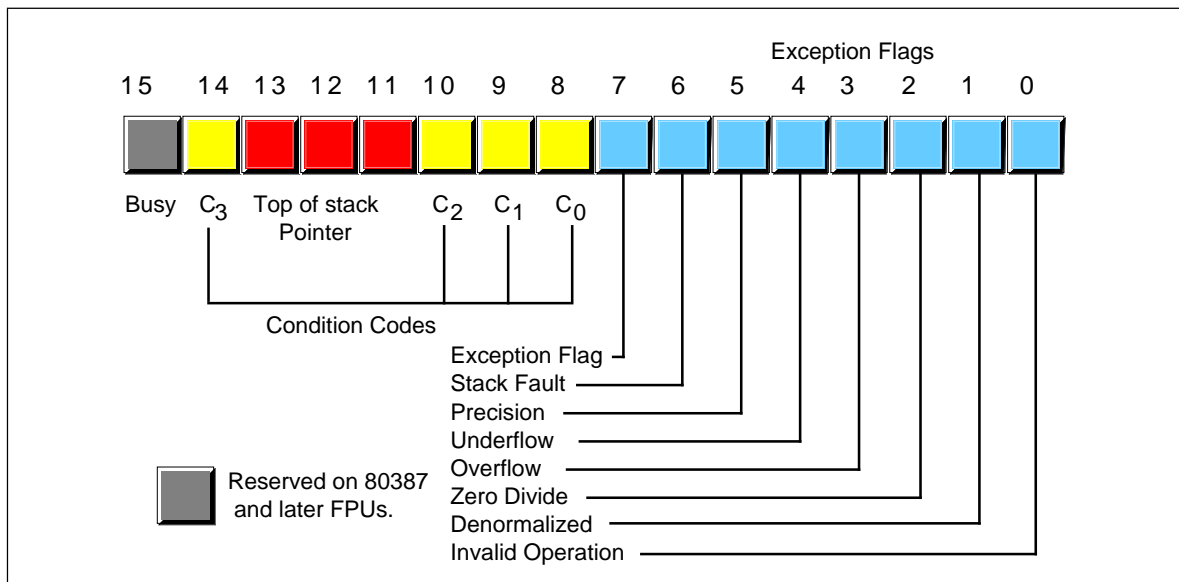 Exception Flags
15 14 13 12 11 10 9 8 7 6 5 4 3 2 1 0
Busy C3 Top of stack Pointer C2 C1 C0
Condition Codes
Exception Flag
Stack Fault
Precision
Underflow
Overflow
Zero Divide
Denormalized
Invalid Operation
Reserved on 80387
and later FPUs.